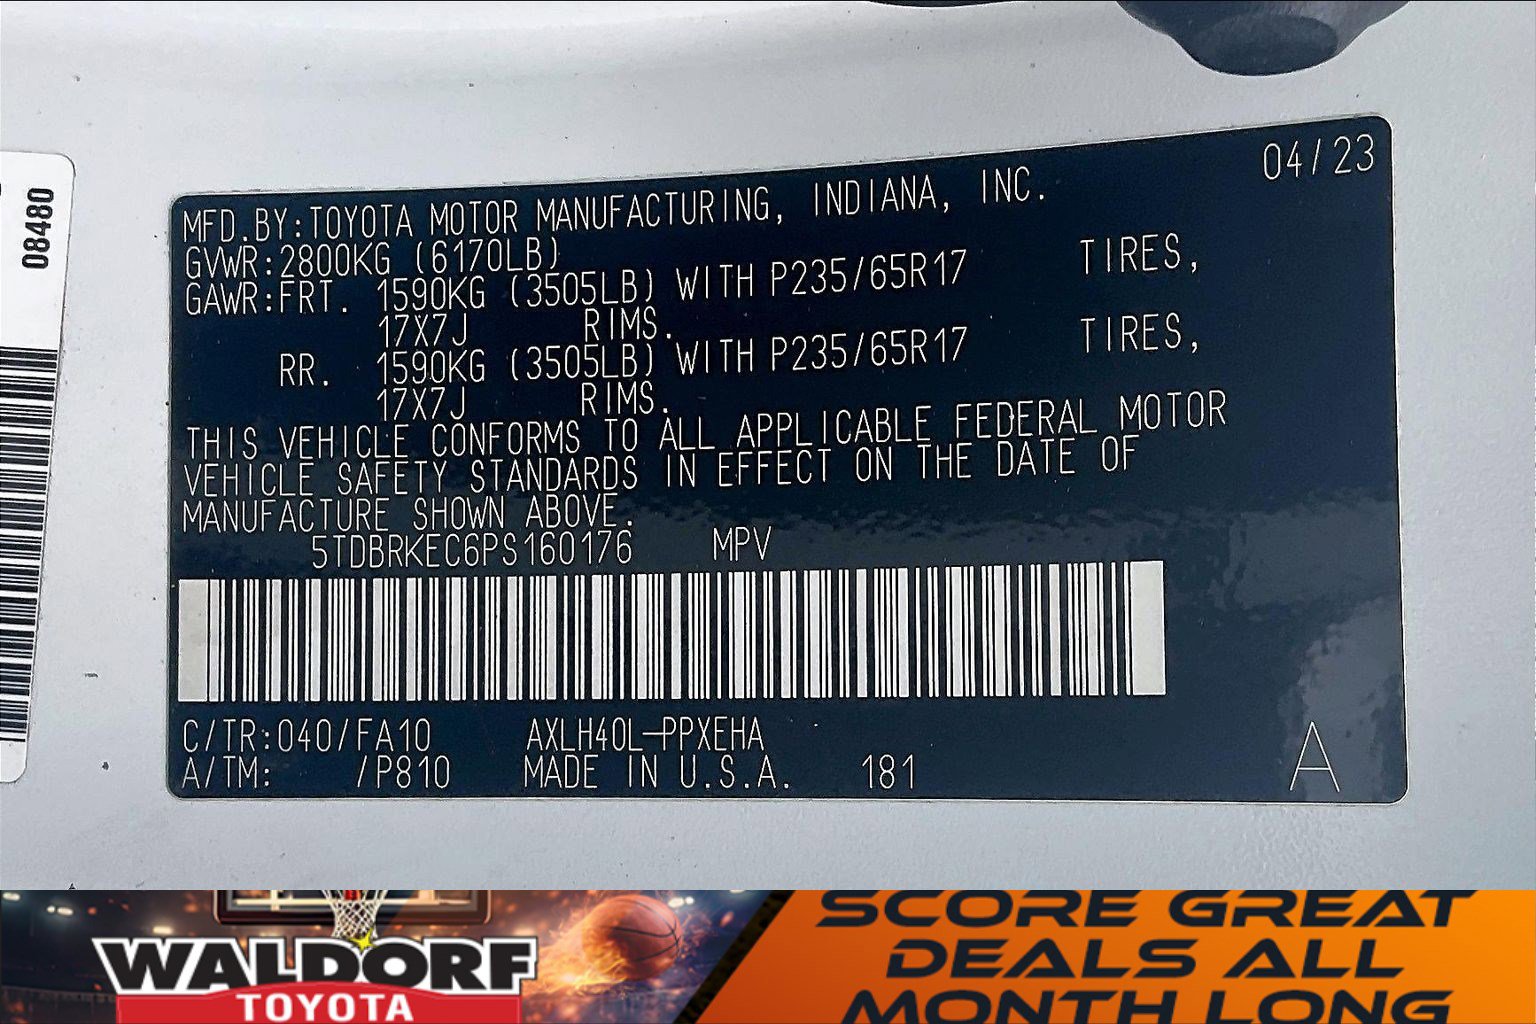 08480
04/23
MFD.BY:TOYOTA MOTOR MANUFACTURING, INDIANA, INC.
GVWR:2800KG (6170LB)
GAWR:FRT. 1590KG (3505LB) WITH P235/65R17 TIRES,
17X7J RIMS.
RR. 1590KG (3505LB) WITH P235/65R17 TIRES,
17X7J RIMS.
THIS VEHICLE CONFORMS TO ALL APPLICABLE FEDERAL MOTOR
VEHICLE SAFETY STANDARDS IN EFFECT ON THE DATE OF
MANUFACTURE SHOWN ABOVE.
5TDBRKEC6PS160176 MPV
C/TR:040/FA10 AXLH40L-PPXEHA
A/TM: /P810 MADE IN U.S.A. 181 A
WALDORF
TOYOTA
SCORE GREAT
DEALS ALL
MONTH LONG